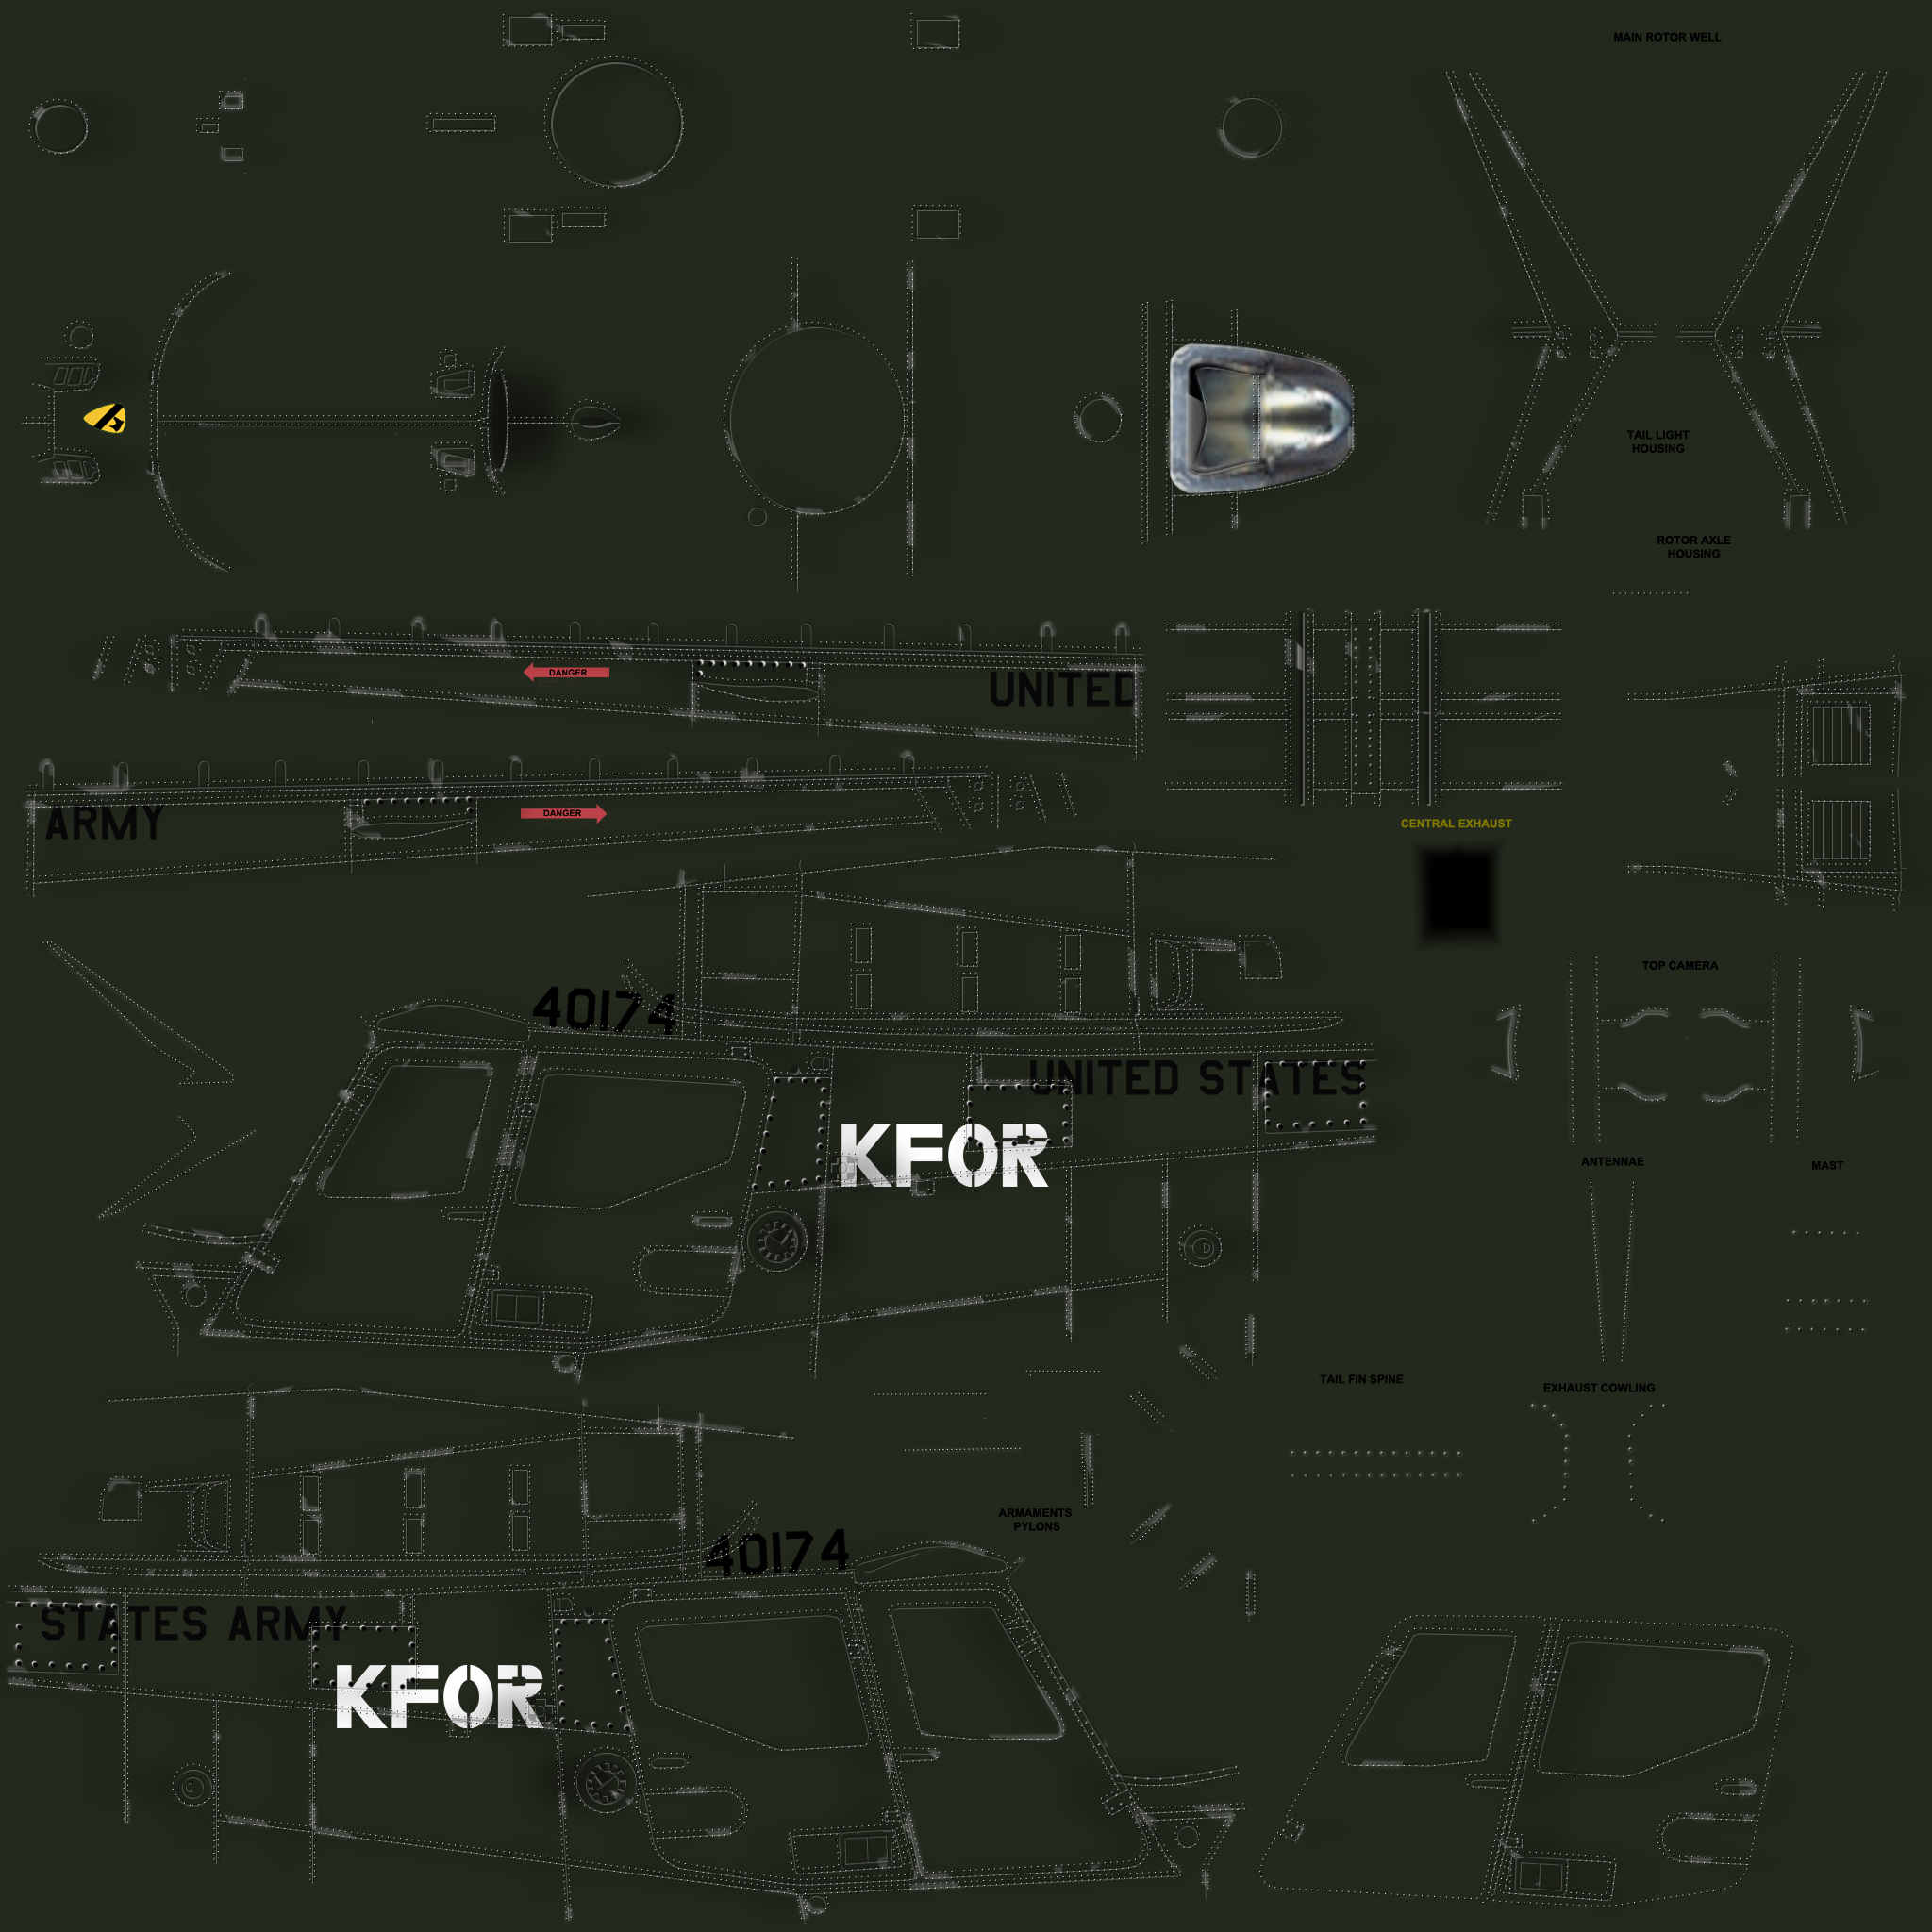 MAIN ROTOR WELL
TAIL LIGHT
HOUSING
ROTOR AXLE
HOUSING
DANGER
UNITED
DANGER
ARMY
CENTRAL EXHAUST
TOP CAMERA
40174
UNITED STATES
KFOR
ANTENNAE
MAST
TAIL FIN SPINE
EXHAUST COWLING
ARMAMENTS
PYLONS
40174
STATES ARMY
KFOR